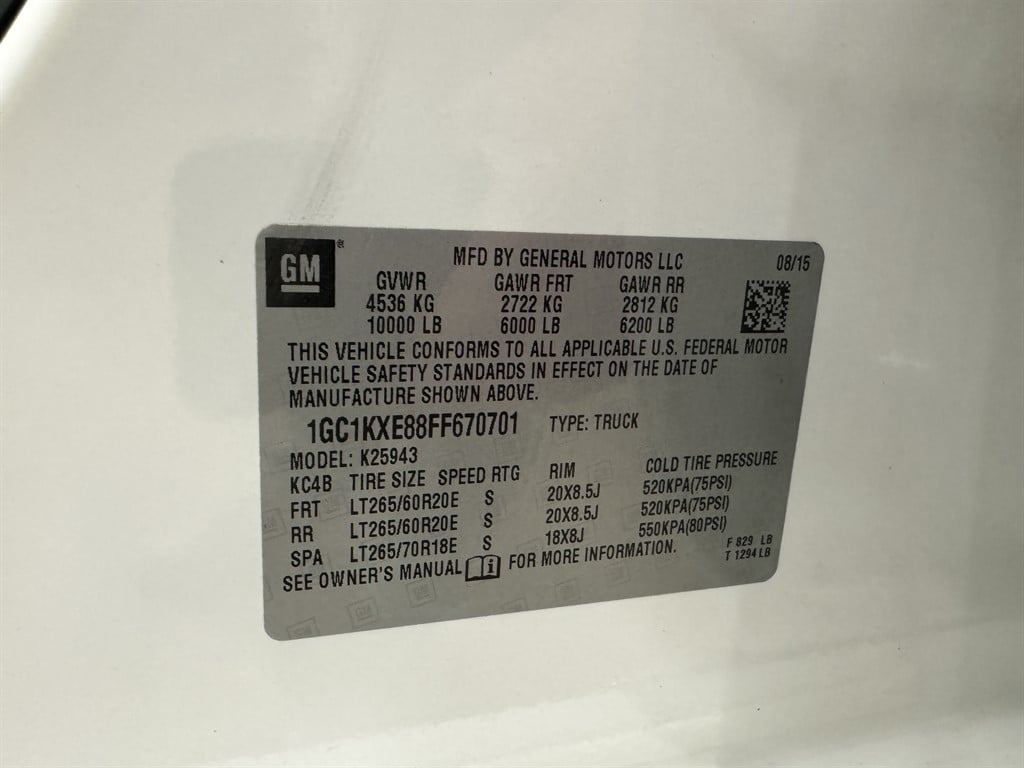 GM ®
MFD BY GENERAL MOTORS LLC 08/15
GVWR GAWR FRT GAWR RR
4536 KG 2722 KG 2812 KG
10000 LB 6000 LB 6200 LB
THIS VEHICLE CONFORMS TO ALL APPLICABLE U.S. FEDERAL MOTOR
VEHICLE SAFETY STANDARDS IN EFFECT ON THE DATE OF
MANUFACTURE SHOWN ABOVE.
1GC1KXE88FF670701 TYPE: TRUCK
MODEL: K25943
KC4B TIRE SIZE SPEED RTG RIM COLD TIRE PRESSURE
FRT LT265/60R20E S 20X8.5J 520KPA(75PSI)
RR LT265/60R20E S 20X8.5J 520KPA(75PSI)
SPA LT265/70R18E S 18X8J 550KPA(80PSI)
SEE OWNER'S MANUAL FOR MORE INFORMATION.
F 829 LB
T 1294 LB